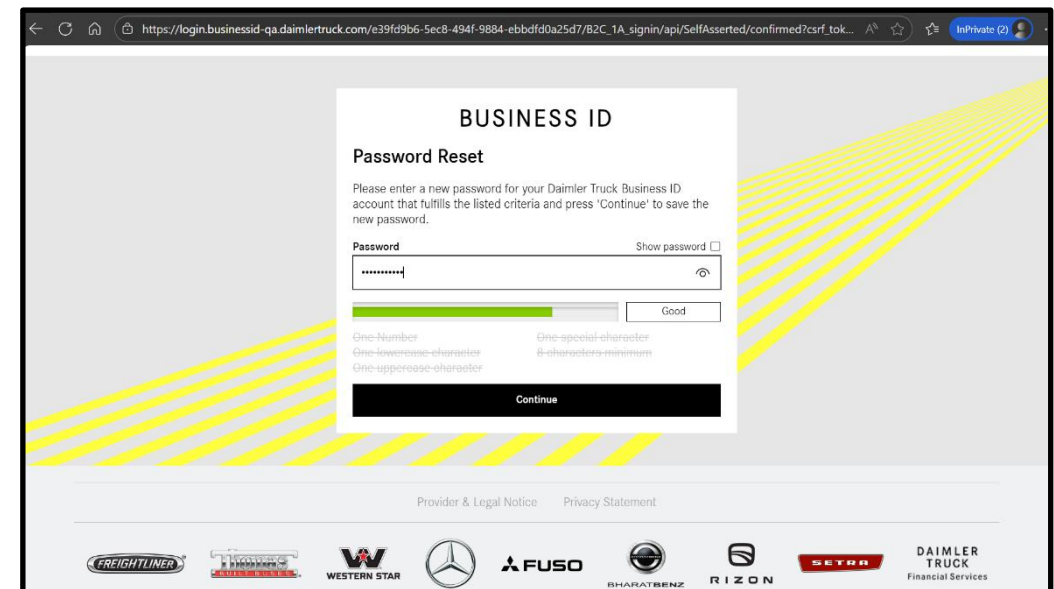 https://login.businessid-qa.daimlertruck.com/e39fd9b6-5ec8-494f-9884-ebbdfd0a25d7/B2C_1A_signin/api/SelfAsserted/confirmed?csrf_tok...
InPrivate (2)
BUSINESS ID
Password Reset
Please enter a new password for your Daimler Truck Business ID
account that fulfills the listed criteria and press 'Continue' to save the
new password.
Password Show password
•••••••••••
Good
One Number One special character
One lowercase character 8 characters minimum
One uppercase character
Continue
Provider & Legal Notice Privacy Statement
FREIGHTLINER Thomas BUILT BUSES WESTERN STAR FUSO BHARATBENZ RIZON SETRA DAIMLER TRUCK Financial Services